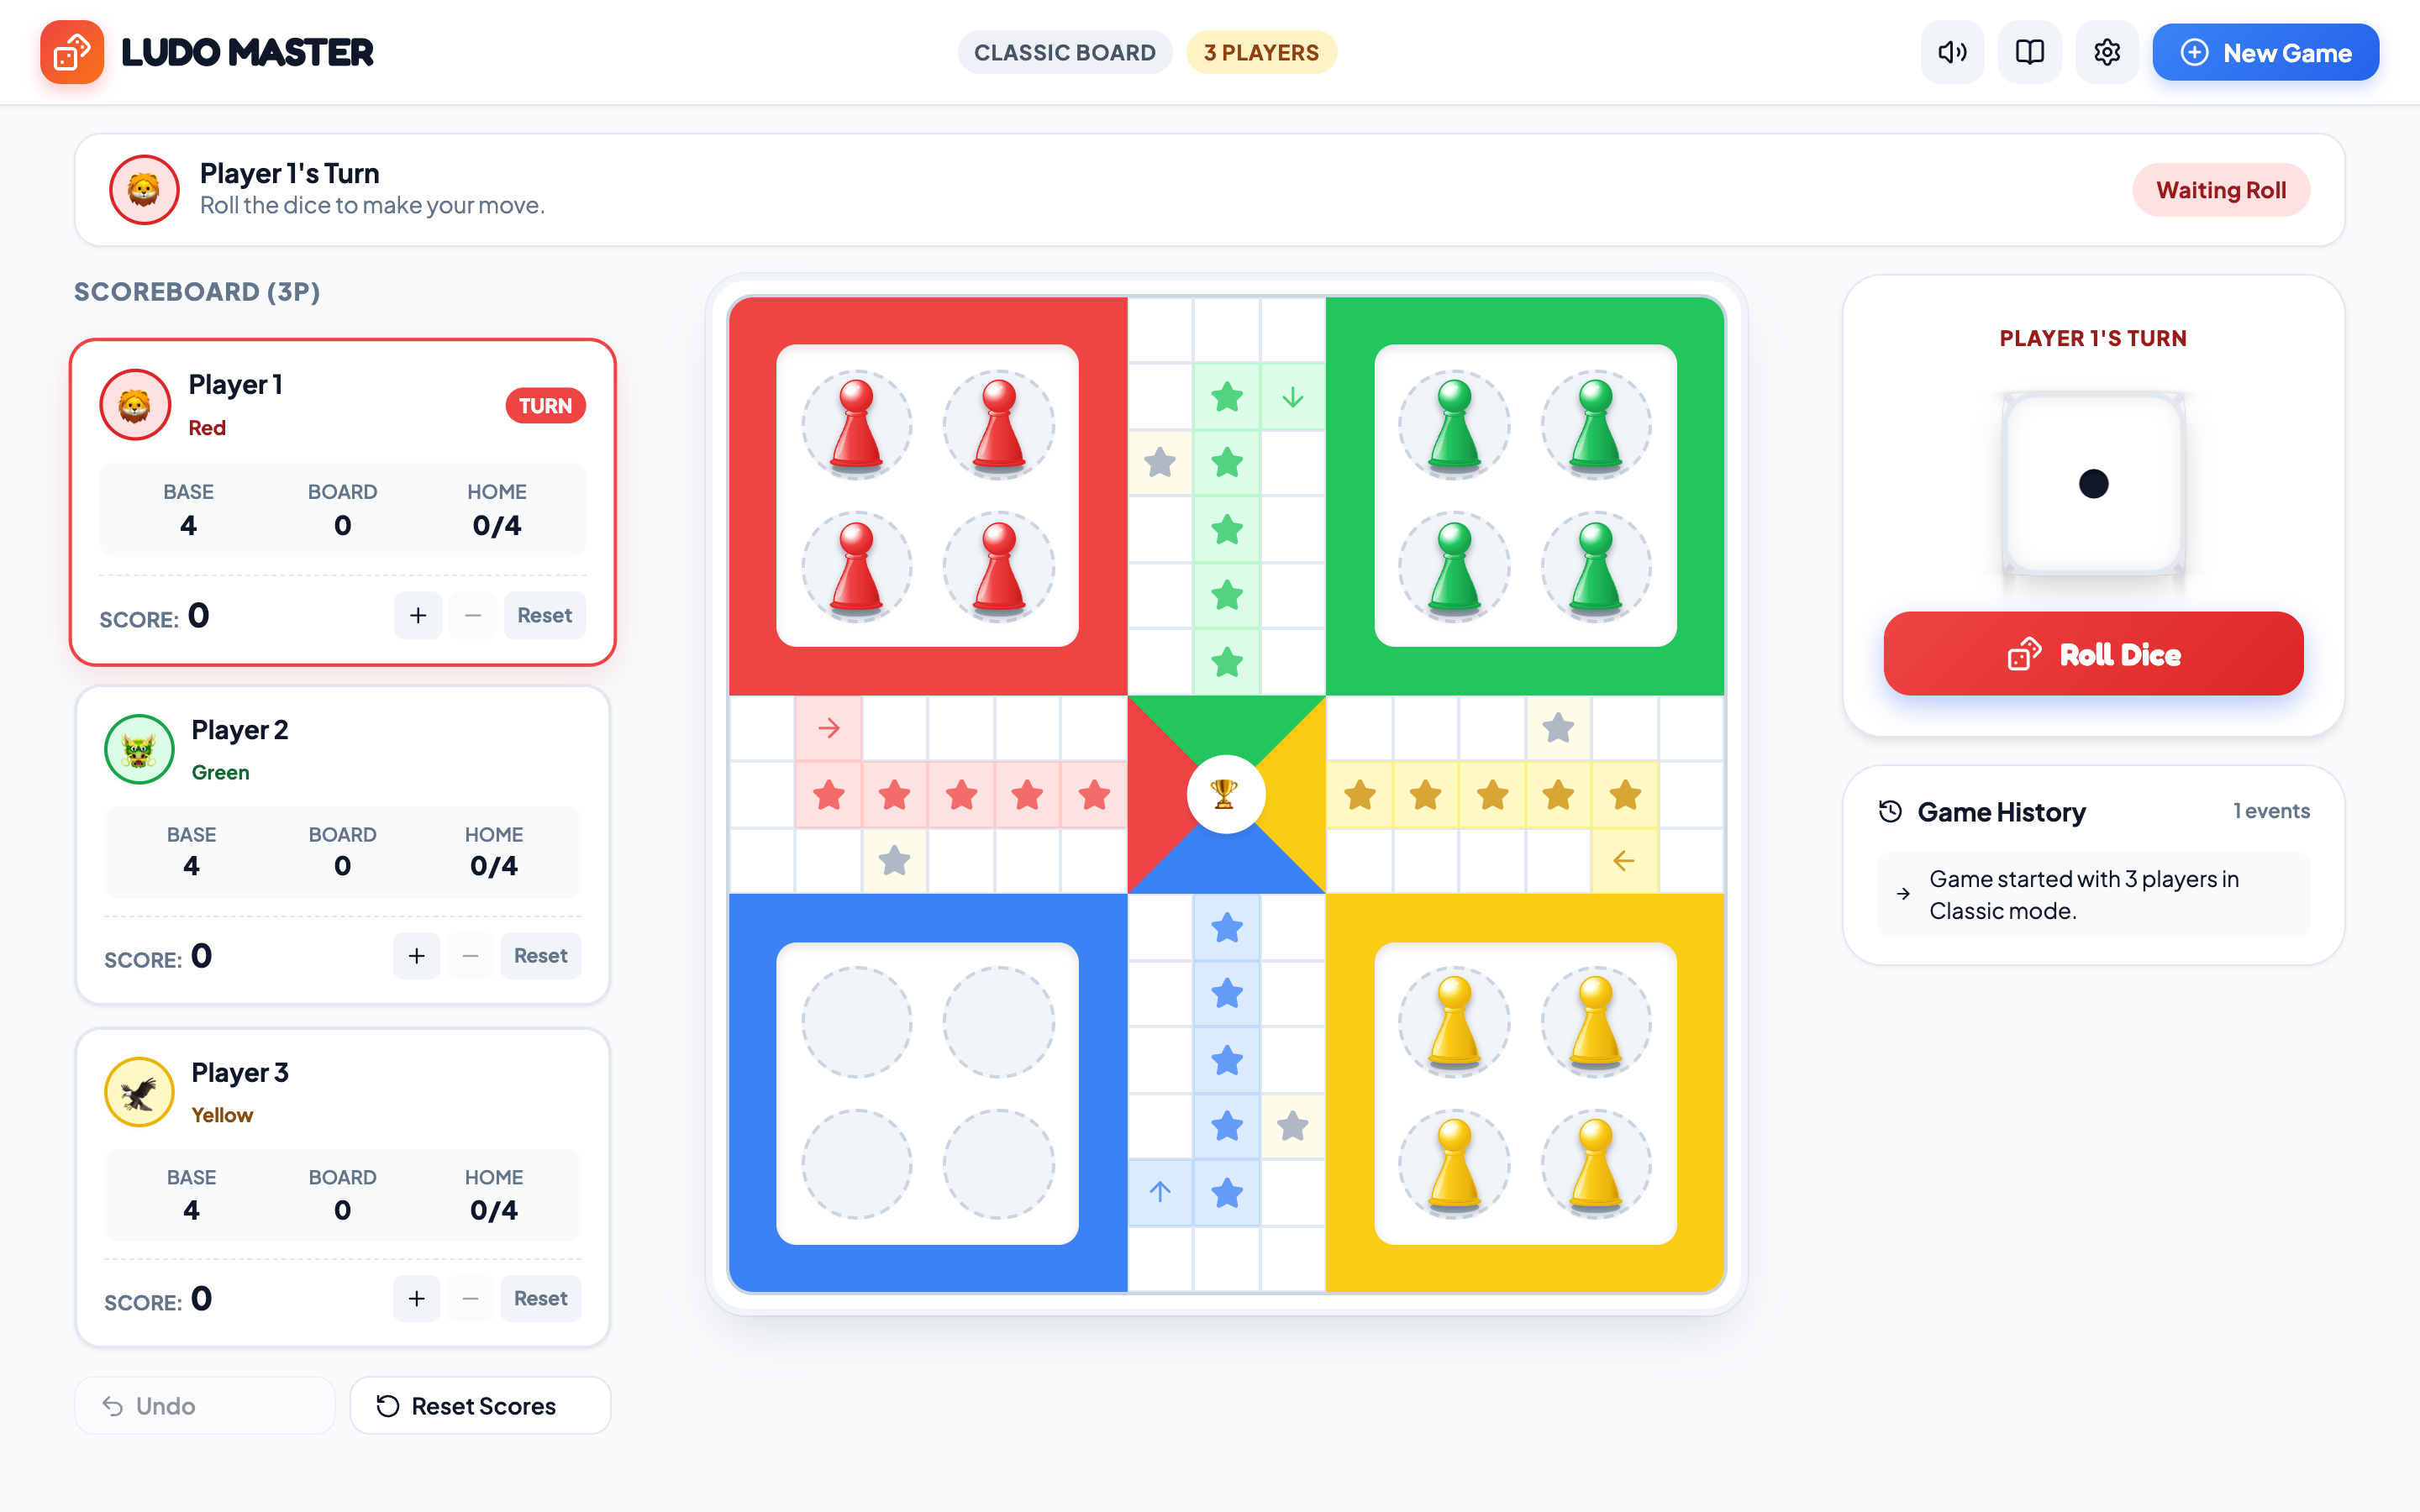 LUDO MASTER
CLASSIC BOARD
3 PLAYERS
New Game
Player 1's Turn
Roll the dice to make your move.
Waiting Roll
SCOREBOARD (3P)
Player 1
Red
TURN
BASE BOARD HOME
4 0 0/4
SCORE: 0
+ − Reset
Player 2
Green
BASE BOARD HOME
4 0 0/4
SCORE: 0
+ − Reset
Player 3
Yellow
BASE BOARD HOME
4 0 0/4
SCORE: 0
+ − Reset
Undo
Reset Scores
PLAYER 1'S TURN
Roll Dice
Game History
1 events
Game started with 3 players in
Classic mode.